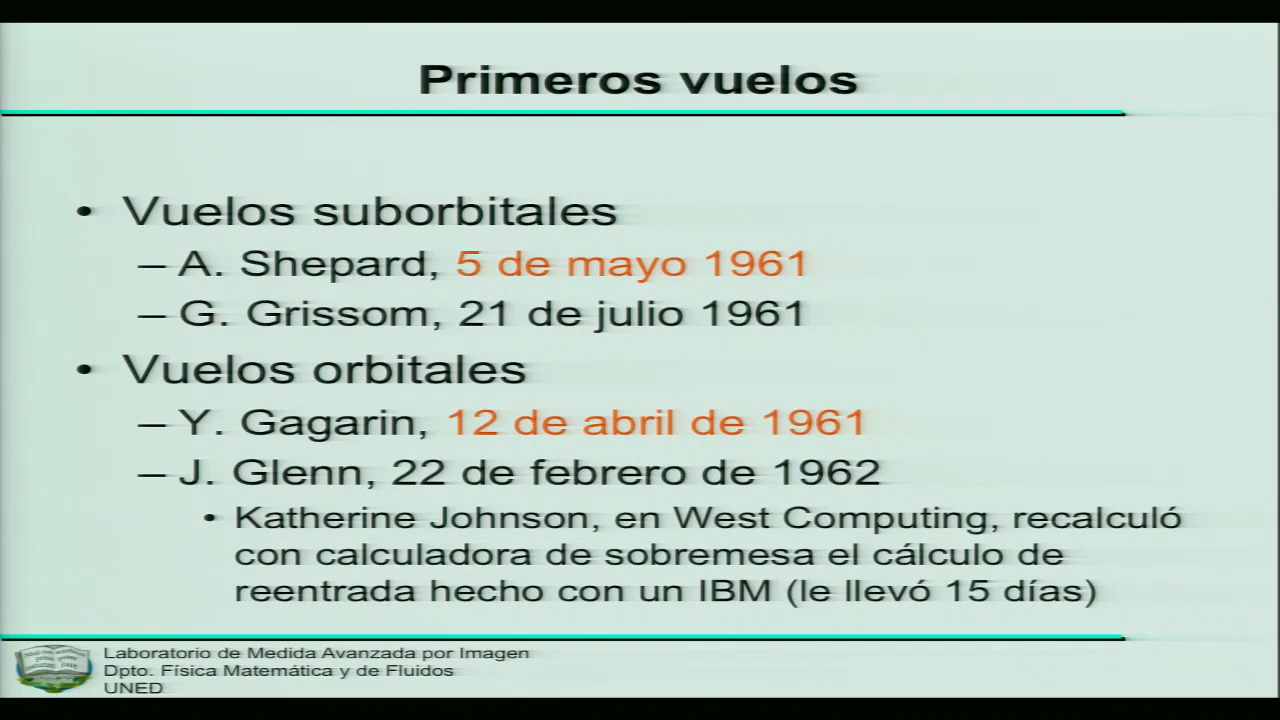 Primeros vuelos
• Vuelos suborbitales
– A. Shepard, 5 de mayo 1961
– G. Grissom, 21 de julio 1961
• Vuelos orbitales
– Y. Gagarin, 12 de abril de 1961
– J. Glenn, 22 de febrero de 1962
• Katherine Johnson, en West Computing, recalculó
con calculadora de sobremesa el cálculo de
reentrada hecho con un IBM (le llevó 15 días)
Laboratorio de Medida Avanzada por Imagen
Dpto. Física Matemática y de Fluidos
UNED